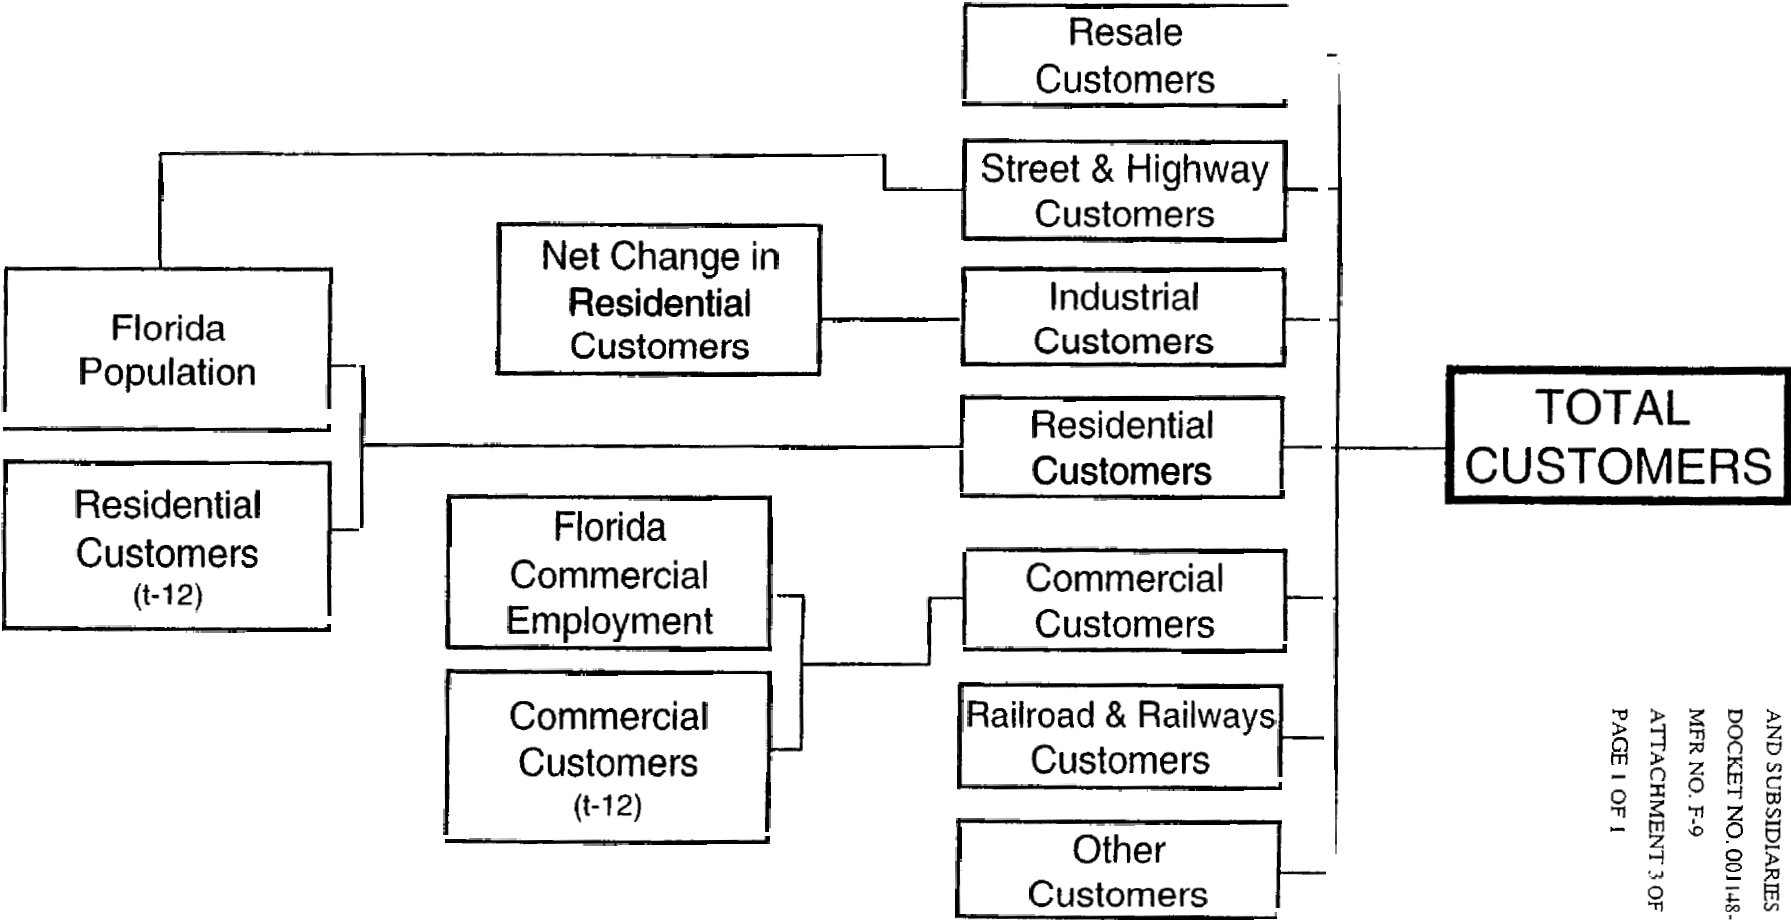 Resale
Customers
Street & Highway
Customers
Net Change in
Residential
Customers
Industrial
Customers
Florida
Population
Residential
Customers
TOTAL
CUSTOMERS
Residential
Customers
(t-12)
Florida
Commercial
Employment
Commercial
Customers
Commercial
Customers
(t-12)
Railroad & Railways
Customers
Other
Customers
AND SUBSIDIARIES
DOCKET NO. 001148-
MFR NO. F-9
ATTACHMENT 3 OF
PAGE 1 OF 1